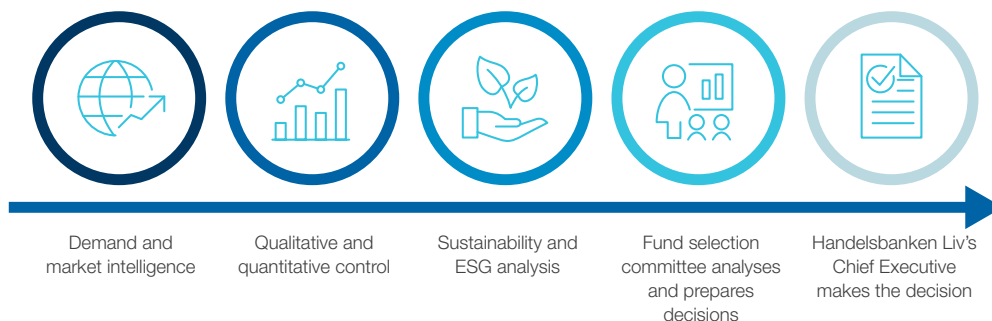 Demand and
market intelligence
Qualitative and
quantitative control
Sustainability and
ESG analysis
Fund selection
committee analyses
and prepares
decisions
Handelsbanken Liv's
Chief Executive
makes the decision